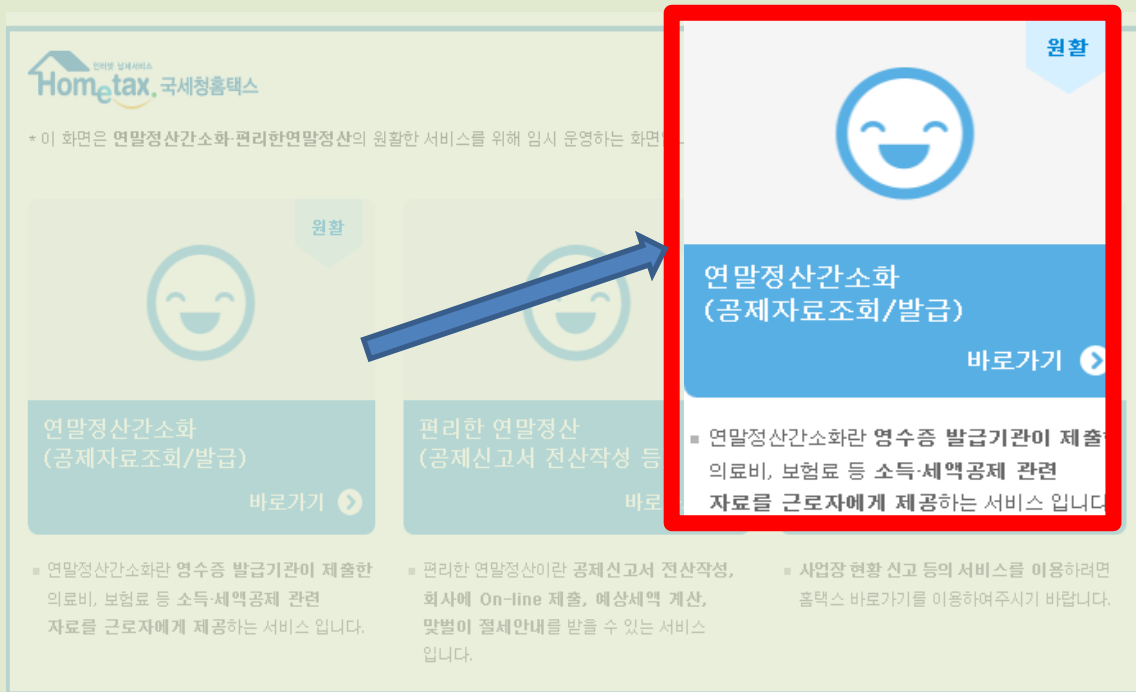 인터넷 납세서비스
Hometax. 국세청홈택스
* 이 화면은 연말정산간소화·편리한연말정산의 원활한 서비스를 위해 임시 운영하는 화면
원활
연말정산간소화
(공제자료조회/발급)
바로가기
연말정산간소화란 영수증 발급기관이 제출한
의료비, 보험료 등 소득·세액공제 관련
자료를 근로자에게 제공하는 서비스 입니다.
편리한 연말정산
(공제신고서 전산작성 등
바로
편리한 연말정산이란 공제신고서 전산작성,
회사에 On-line 제출, 예상세액 계산,
맞벌이 절세안내를 받을 수 있는 서비스
입니다.
원활
연말정산간소화
(공제자료조회/발급)
바로가기
연말정산간소화란 영수증 발급기관이 제출
의료비, 보험료 등 소득·세액공제 관련
자료를 근로자에게 제공하는 서비스 입니다
사업장 현황 신고 등의 서비스를 이용하려면
홈택스 바로가기를 이용하여주시기 바랍니다.